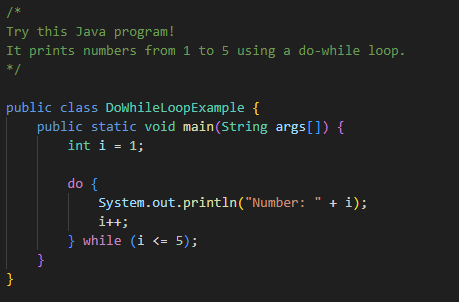 /*
Try this Java program!
It prints numbers from 1 to 5 using a do-while loop.
*/

public class DoWhileLoopExample {
    public static void main(String args[]) {
        int i = 1;

        do {
            System.out.println("Number: " + i);
            i++;
        } while (i <= 5);
    }
}